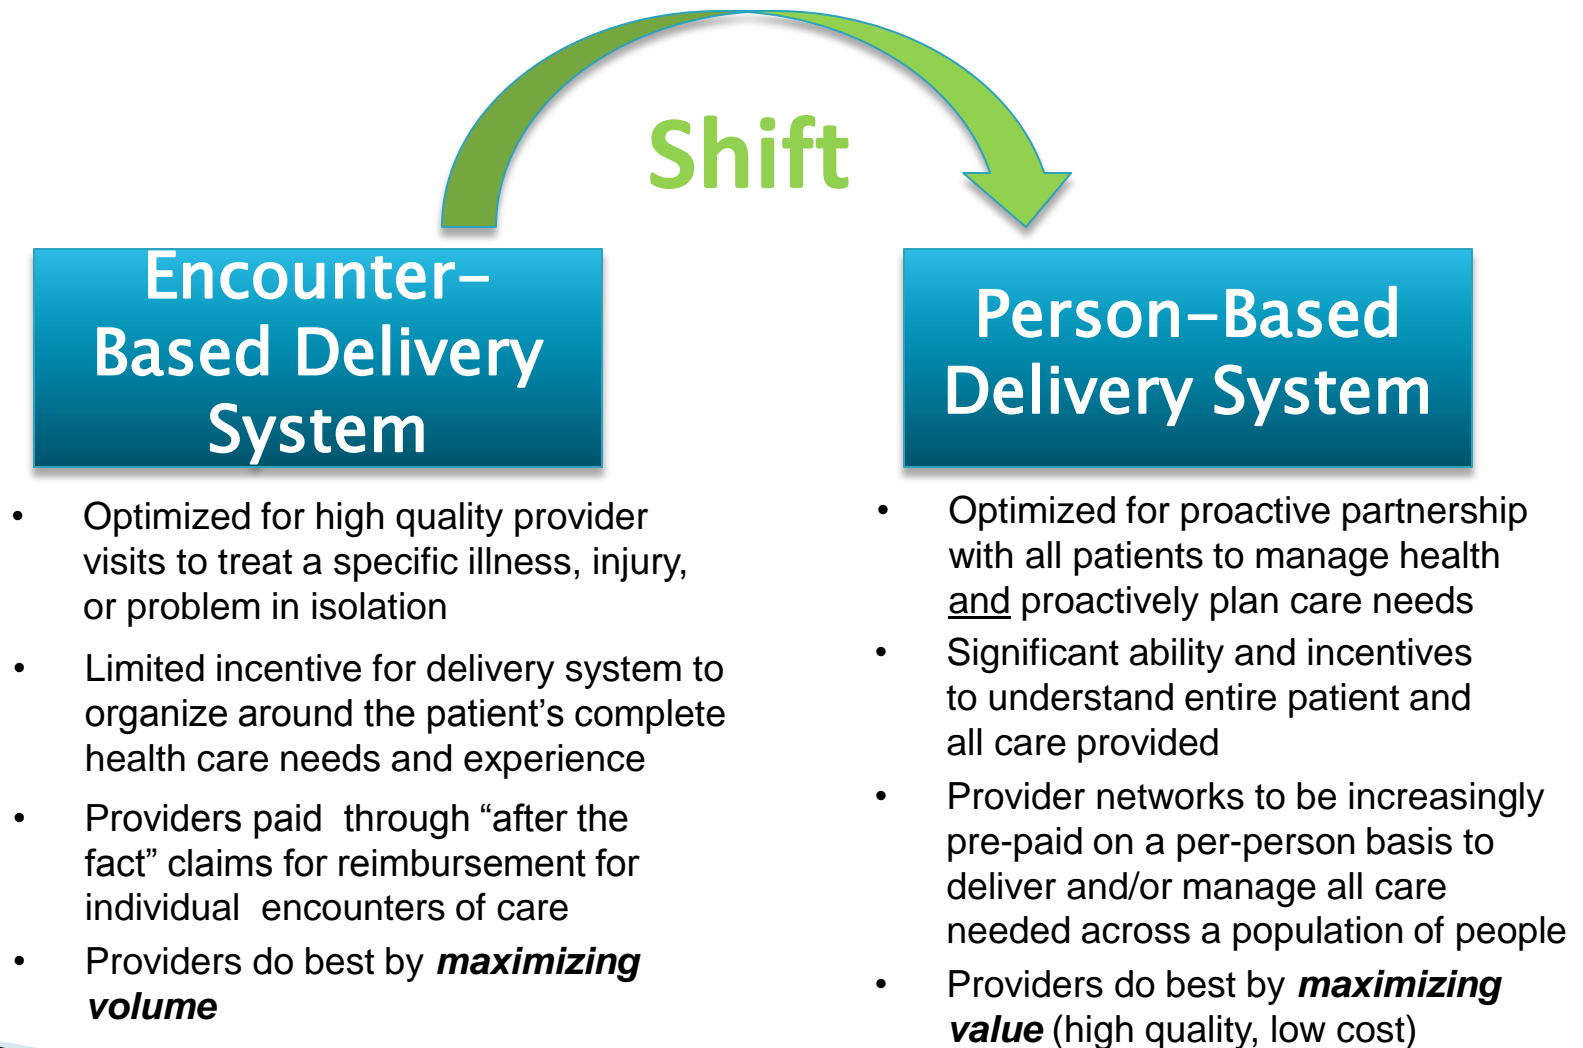 Shift
Encounter-
Based Delivery
System
• Optimized for high quality provider
visits to treat a specific illness, injury,
or problem in isolation
• Limited incentive for delivery system to
organize around the patient’s complete
health care needs and experience
• Providers paid  through “after the
fact” claims for reimbursement for
individual  encounters of care
• Providers do best by maximizing
volume
Person-Based
Delivery System
• Optimized for proactive partnership
with all patients to manage health
and proactively plan care needs
• Significant ability and incentives
to understand entire patient and
all care provided
• Provider networks to be increasingly
pre-paid on a per-person basis to
deliver and/or manage all care
needed across a population of people
• Providers do best by maximizing
value (high quality, low cost)